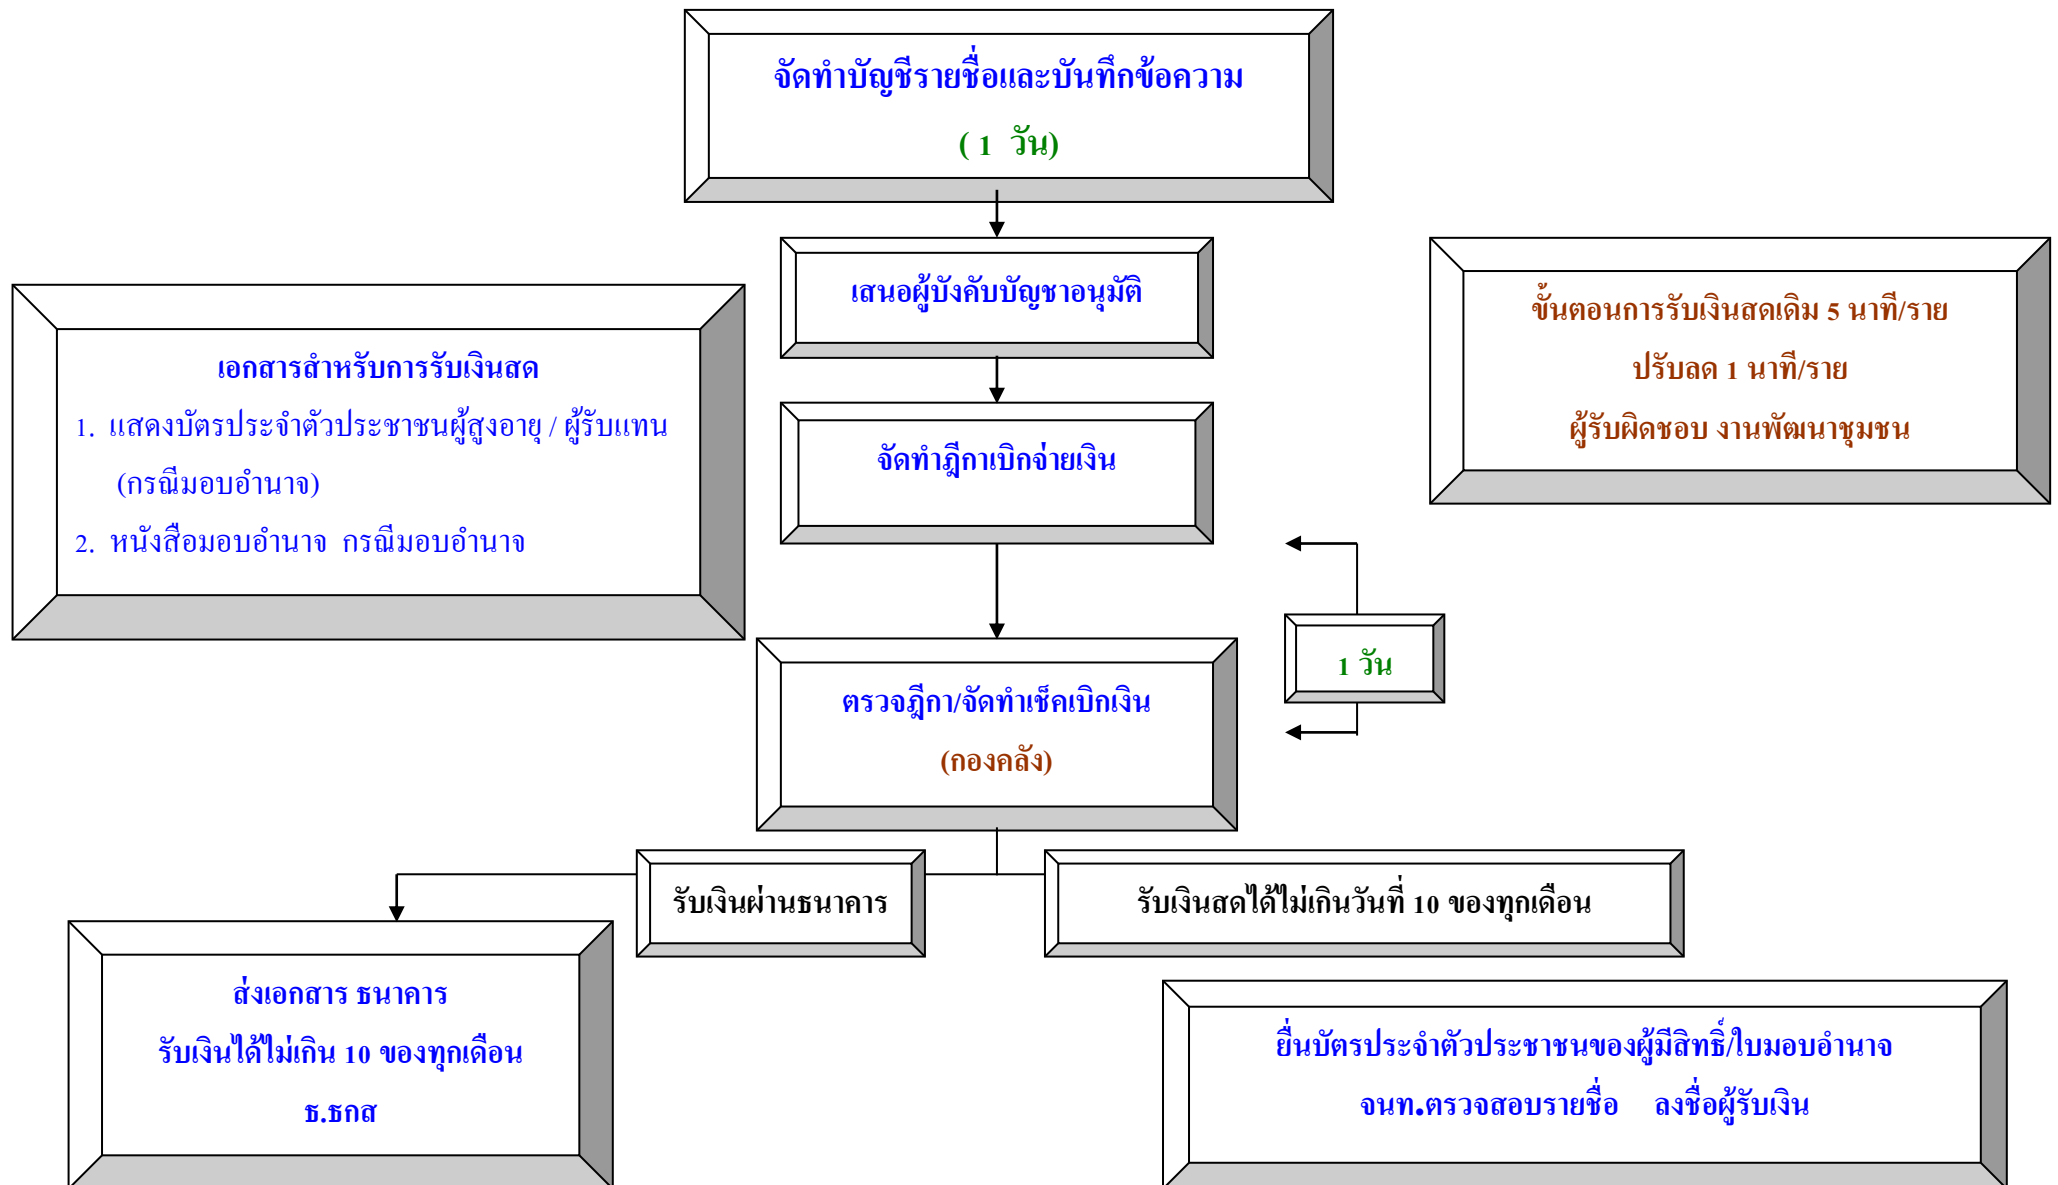 จัดทำบัญชีรายชื่อและบันทึกข้อความ
( 1 วัน)
เสนอผู้บังคับบัญชาอนุมัติ
ขั้นตอนการรับเงินสดเดิม 5 นาที/ราย
ปรับลด 1 นาที/ราย
ผู้รับผิดชอบ งานพัฒนาชุมชน
เอกสารสำหรับการรับเงินสด
1. แสดงบัตรประจำตัวประชาชนผู้สูงอายุ / ผู้รับแทน
(กรณีมอบอำนาจ)
2. หนังสือมอบอำนาจ กรณีมอบอำนาจ
จัดทำฎีกาเบิกจ่ายเงิน
1 วัน
ตรวจฎีกา/จัดทำเช็คเบิกเงิน
(กองคลัง)
รับเงินผ่านธนาคาร
รับเงินสดได้ไม่เกินวันที่ 10 ของทุกเดือน
ส่งเอกสาร ธนาคาร
รับเงินได้ไม่เกิน 10 ของทุกเดือน
ธ.ธกส
ยื่นบัตรประจำตัวประชาชนของผู้มีสิทธิ์/ใบมอบอำนาจ
จนท.ตรวจสอบรายชื่อ ลงชื่อผู้รับเงิน